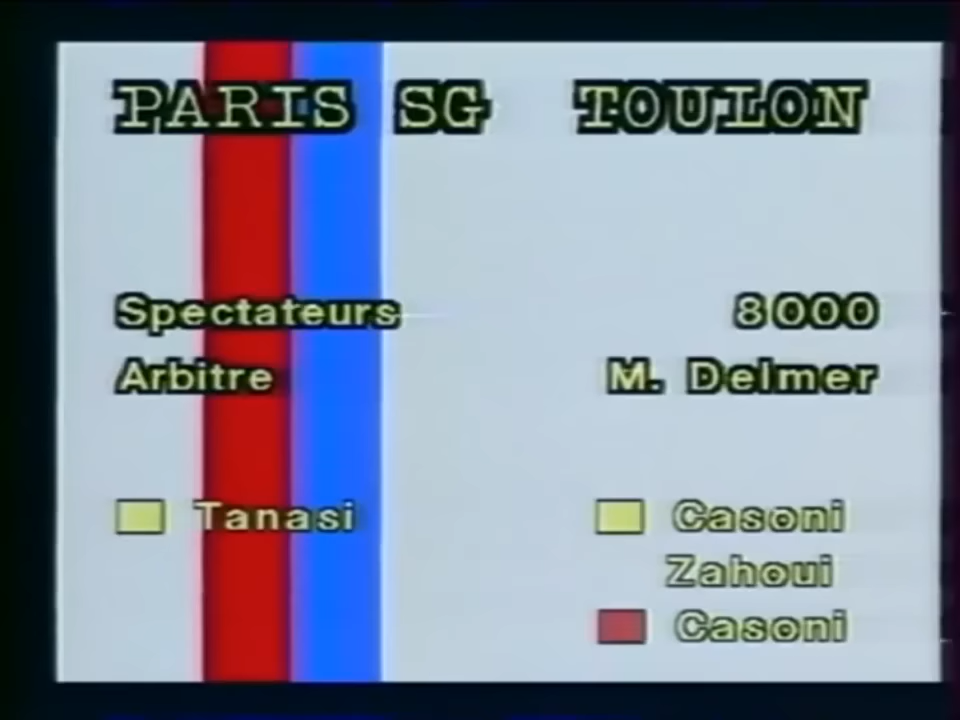 PARIS SG TOULON
Spectateurs 8000
Arbitre M. Delmer
Tanasi Casoni
Zahoui
Casoni